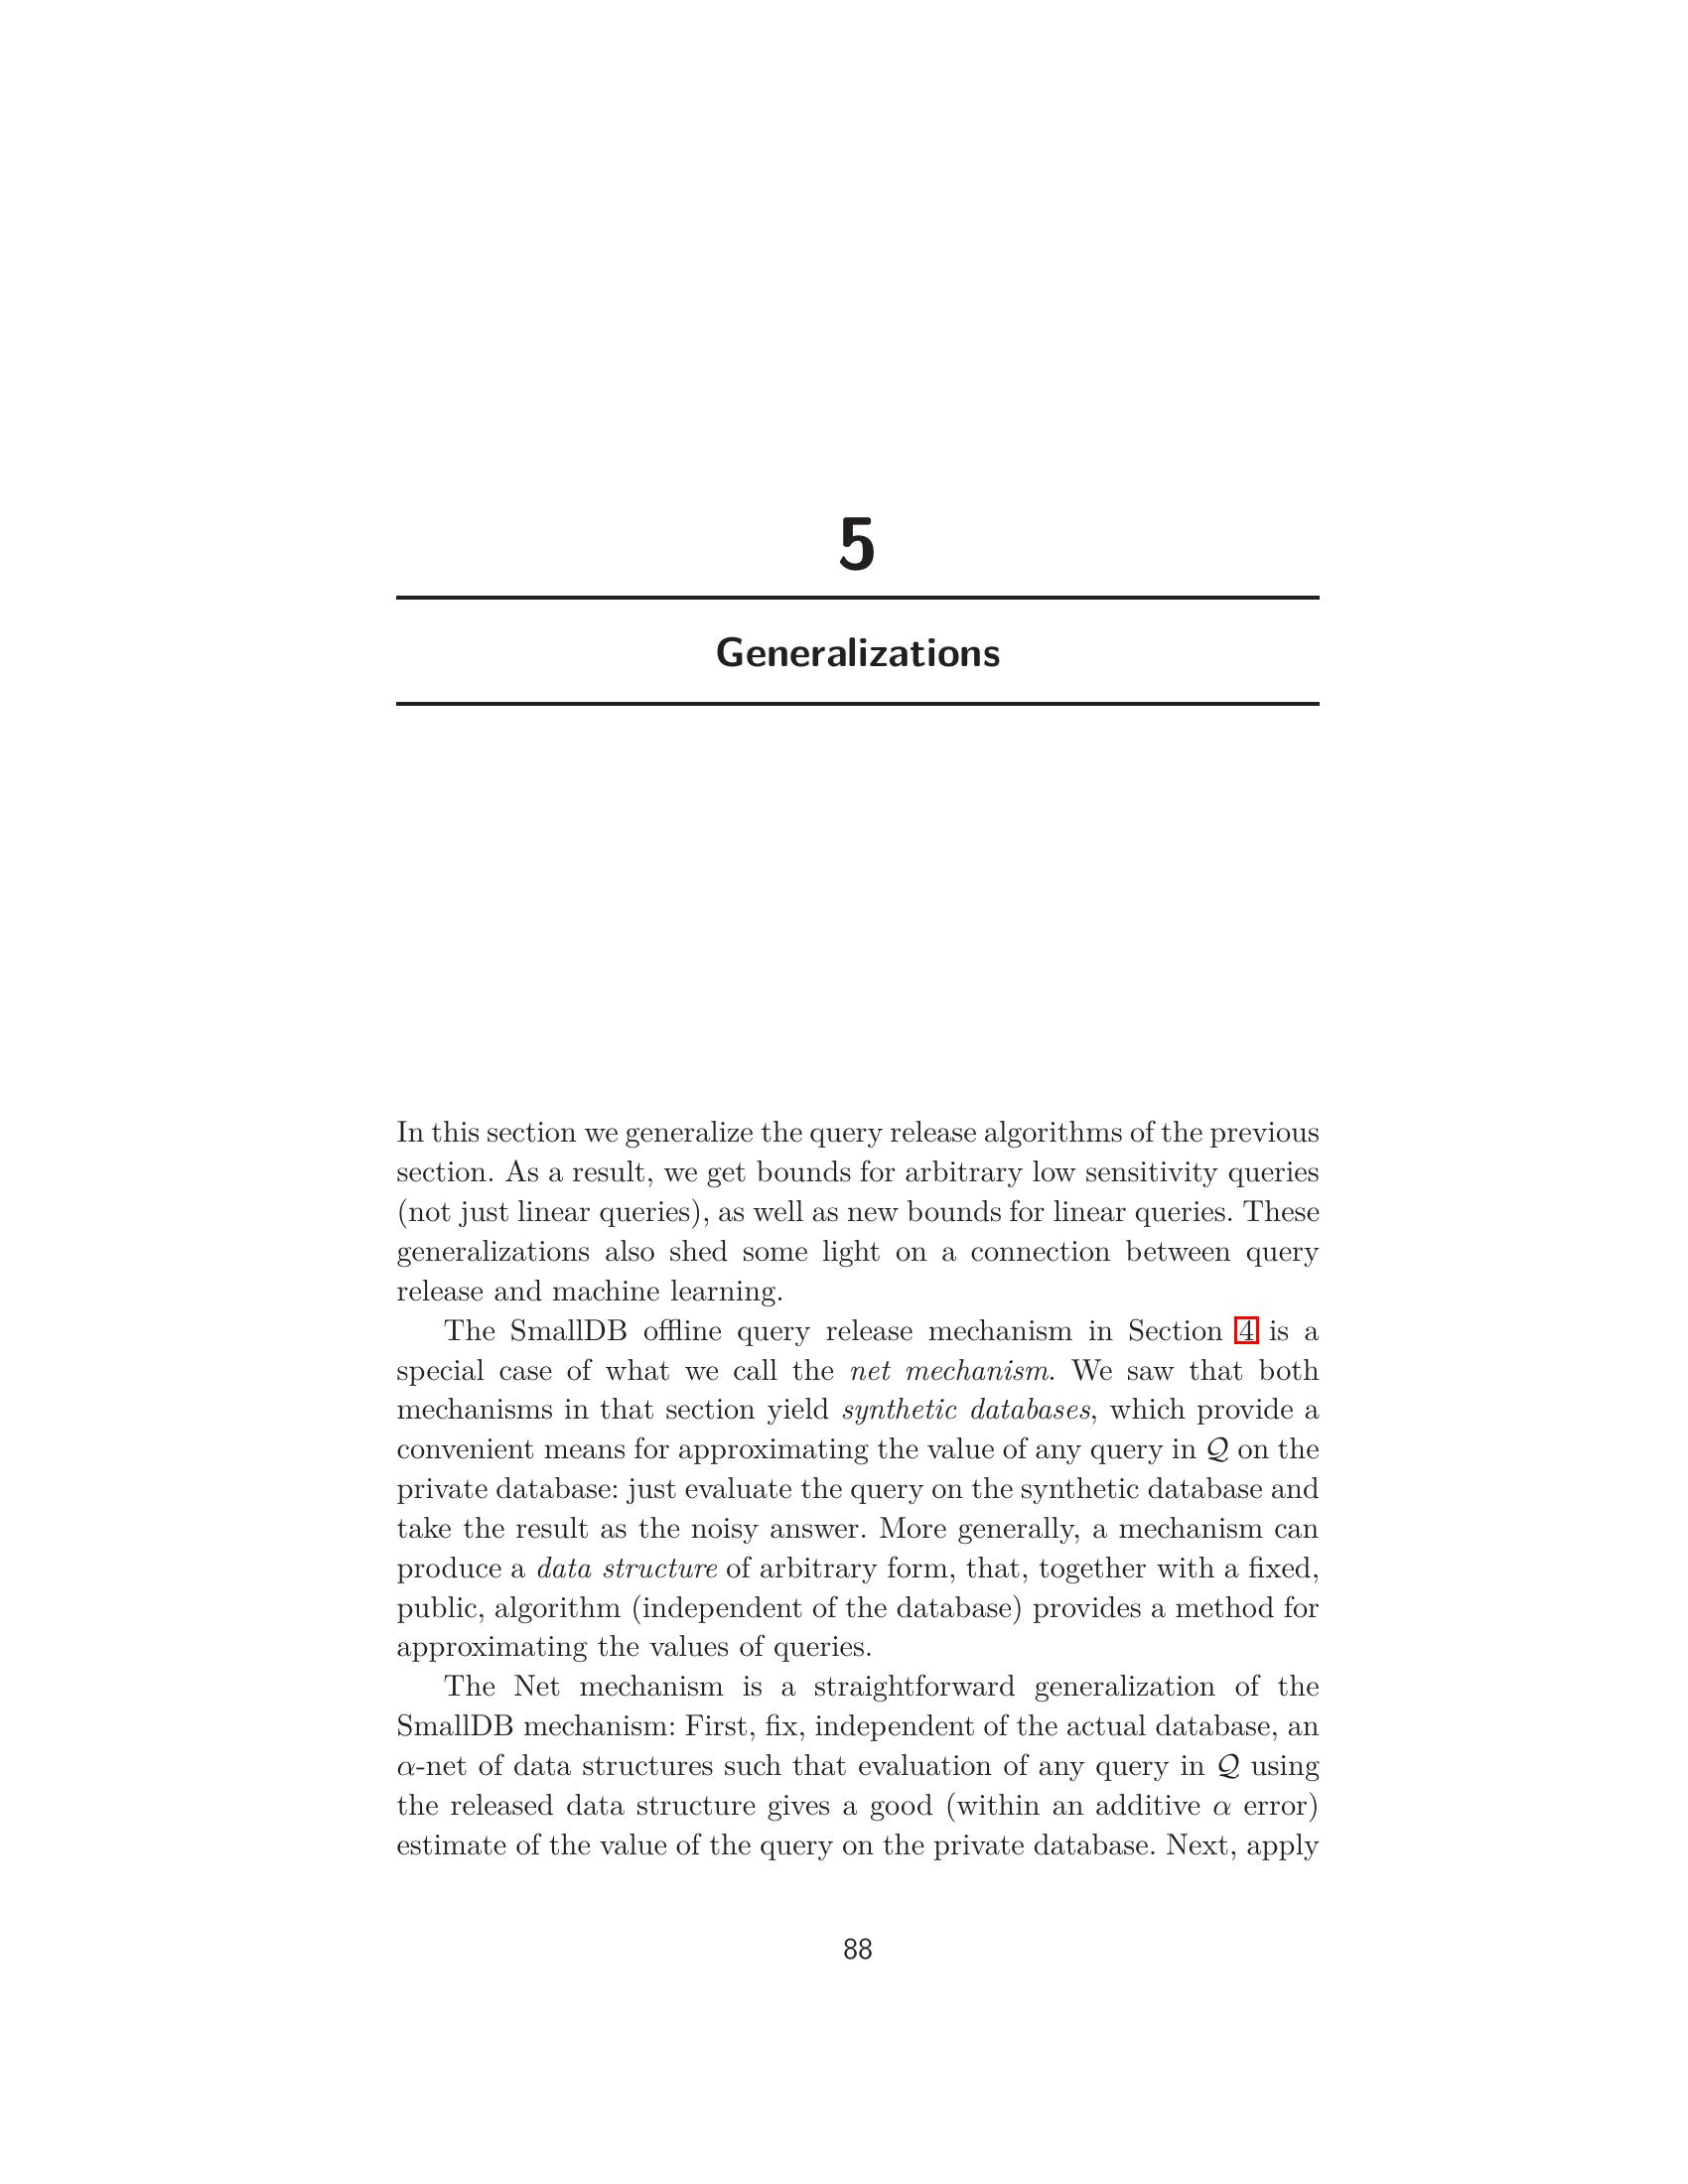 5
Generalizations
In this section we generalize the query release algorithms of the previous
section. As a result, we get bounds for arbitrary low sensitivity queries
(not just linear queries), as well as new bounds for linear queries. These
generalizations also shed some light on a connection between query
release and machine learning.
The SmallDB offline query release mechanism in Section 4 is a
special case of what we call the net mechanism. We saw that both
mechanisms in that section yield synthetic databases, which provide a
convenient means for approximating the value of any query in 𝒬 on the
private database: just evaluate the query on the synthetic database and
take the result as the noisy answer. More generally, a mechanism can
produce a data structure of arbitrary form, that, together with a fixed,
public, algorithm (independent of the database) provides a method for
approximating the values of queries.
The Net mechanism is a straightforward generalization of the
SmallDB mechanism: First, fix, independent of the actual database, an
α-net of data structures such that evaluation of any query in 𝒬 using
the released data structure gives a good (within an additive α error)
estimate of the value of the query on the private database. Next, apply
88